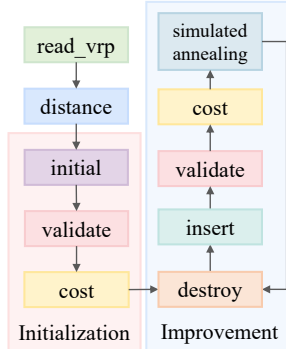 read_vrp
distance
initial
validate
cost
Initialization
simulated
annealing
cost
validate
insert
destroy
Improvement